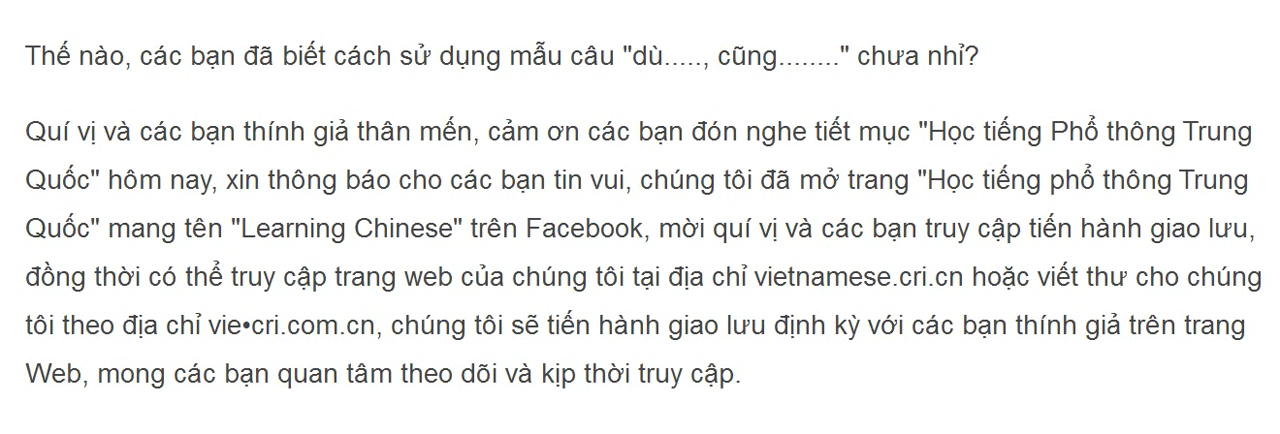 Thế nào, các bạn đã biết cách sử dụng mẫu câu "dù....., cũng........" chưa nhỉ?
Quí vị và các bạn thính giả thân mến, cảm ơn các bạn đón nghe tiết mục "Học tiếng Phổ thông Trung
Quốc" hôm nay, xin thông báo cho các bạn tin vui, chúng tôi đã mở trang "Học tiếng phổ thông Trung
Quốc" mang tên "Learning Chinese" trên Facebook, mời quí vị và các bạn truy cập tiến hành giao lưu,
đồng thời có thể truy cập trang web của chúng tôi tại địa chỉ vietnamese.cri.cn hoặc viết thư cho chúng
tôi theo địa chỉ vie•cri.com.cn, chúng tôi sẽ tiến hành giao lưu định kỳ với các bạn thính giả trên trang
Web, mong các bạn quan tâm theo dõi và kịp thời truy cập.